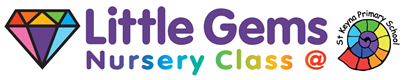 Little Gems
Nursery Class @
St Keyna Primary School